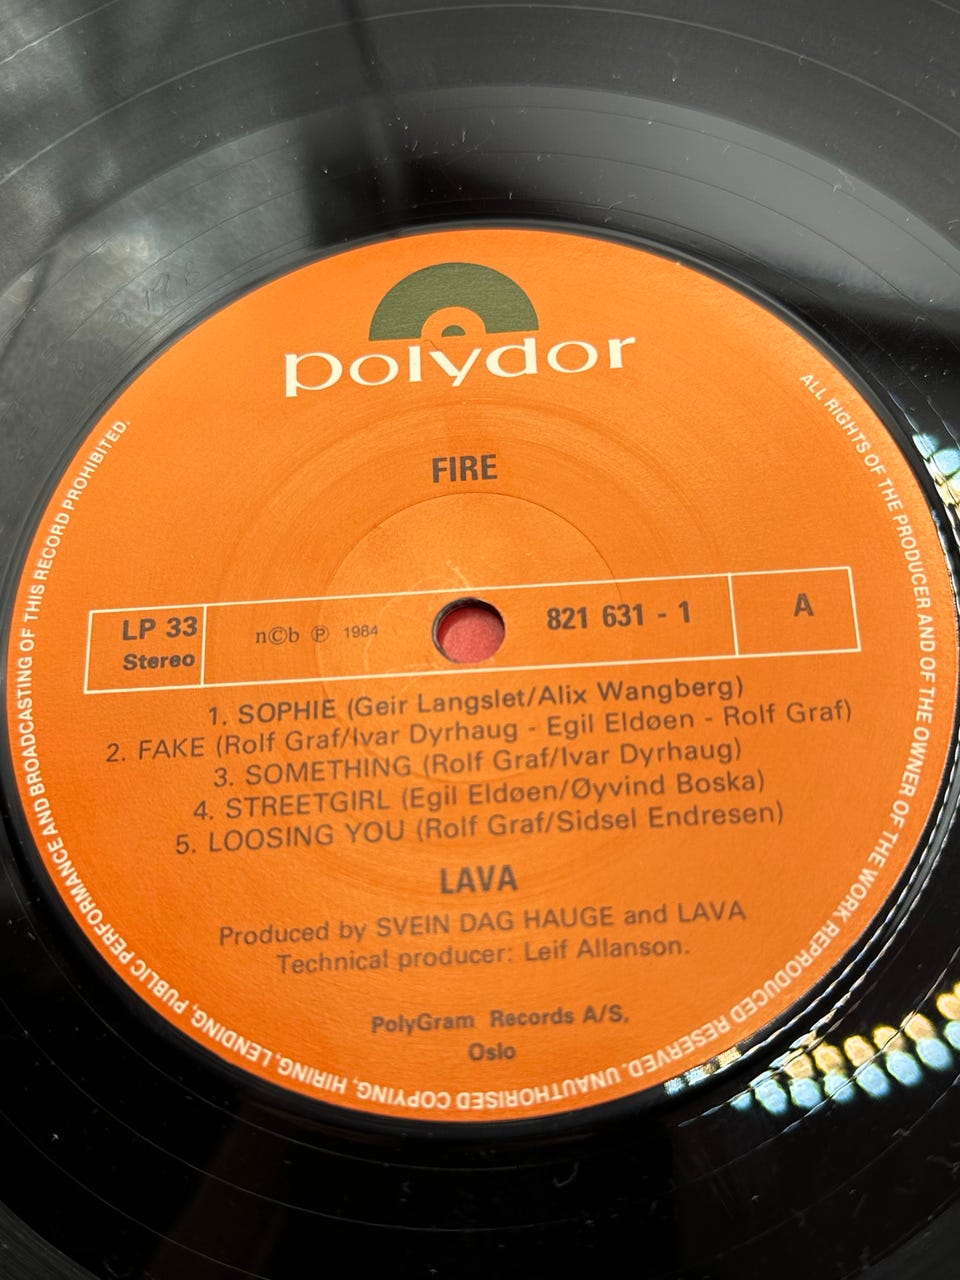 polydor
FIRE
LP 33
Stereo
n©b ℗ 1984
821 631 - 1
A
1. SOPHIE (Geir Langslet/Alix Wangberg)
2. FAKE (Rolf Graf/Ivar Dyrhaug - Egil Eldøen - Rolf Graf)
3. SOMETHING (Rolf Graf/Ivar Dyrhaug)
4. STREETGIRL (Egil Eldøen/Øyvind Boska)
5. LOOSING YOU (Rolf Graf/Sidsel Endresen)
LAVA
Produced by SVEIN DAG HAUGE and LAVA
Technical producer: Leif Allanson.
PolyGram Records A/S,
Oslo
ALL RIGHTS OF THE PRODUCER AND OF THE OWNER OF THE WORK REPRODUCED RESERVED. UNAUTHORISED COPYING, HIRING, LENDING, PUBLIC PERFORMANCE AND BROADCASTING OF THIS RECORD PROHIBITED.